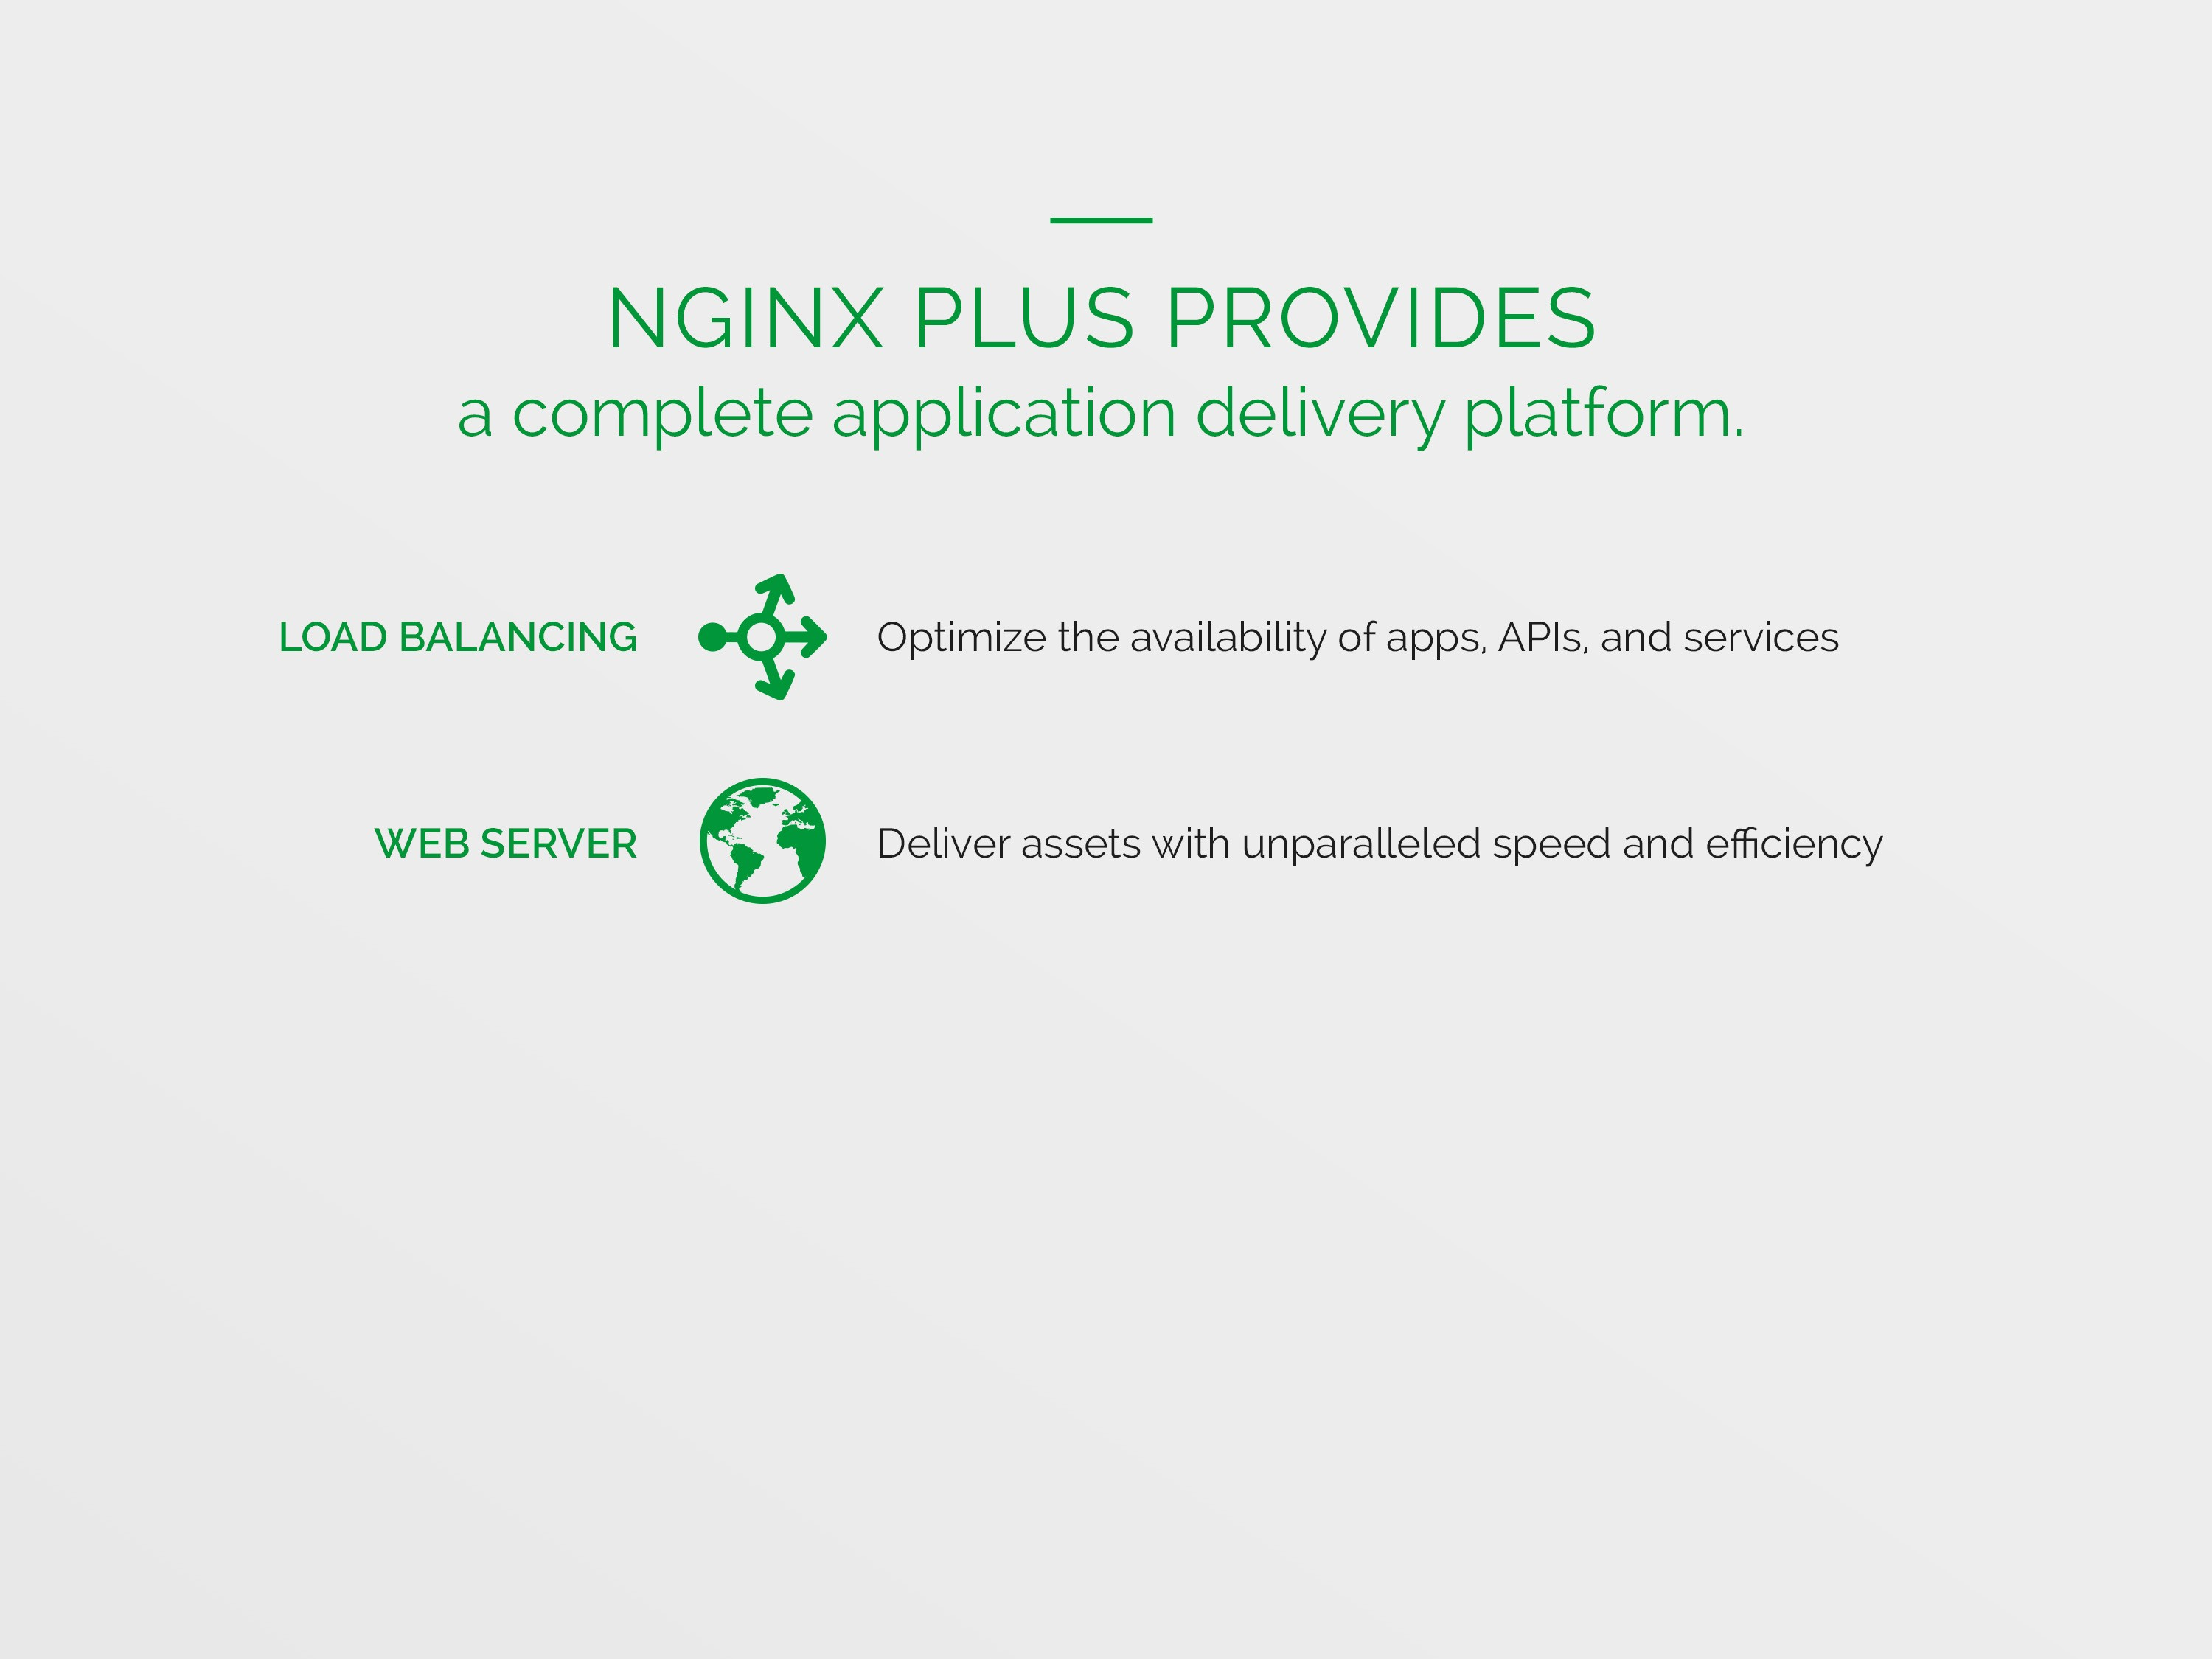 NGINX PLUS PROVIDES
a complete application delivery platform.
LOAD BALANCING Optimize the availability of apps, APIs, and services
WEB SERVER Deliver assets with unparalleled speed and efficiency